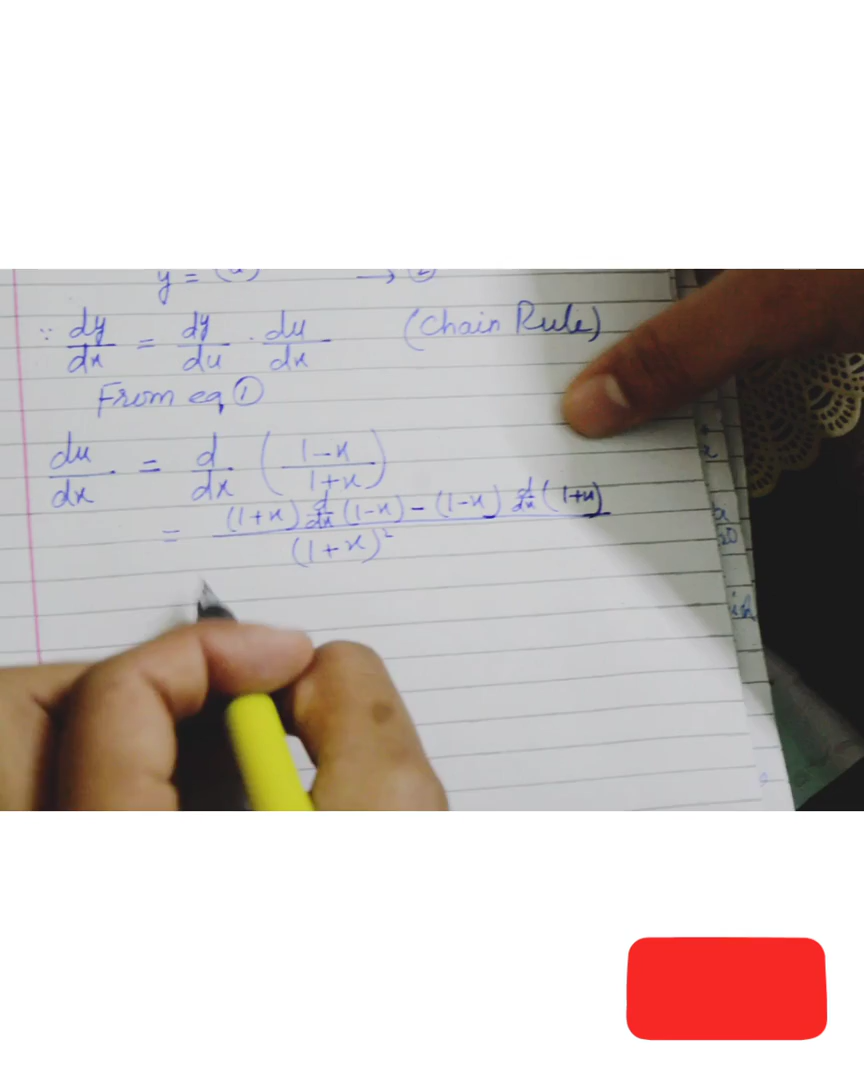 y =
∵ dy/dx = dy/du . du/dx (Chain Rule)
From eq ①
du/dx = d/dx (1-x/1+x)
= (1+x) d/dx (1-x) - (1-x) d/dx (1+x) / (1+x)²